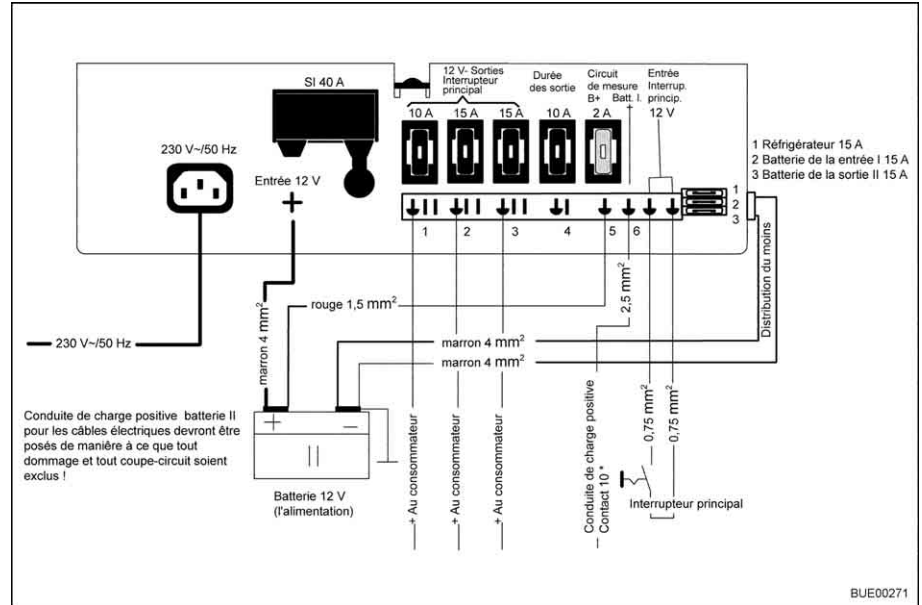 SI 40 A
12 V- Sorties
Interrupteur
principal
Durée
des sortie
Circuit
de mesure
B+ Batt. I.
Entrée
Interrup.
princip.
12 V
10 A
15 A
15 A
10 A
2 A
230 V~/50 Hz
Entrée 12 V
+
1 Réfrigérateur 15 A
2 Batterie de la entrée I 15 A
3 Batterie de la sortie II 15 A
1
2
3
1
2
3
4
5
6
marron 4 mm²
rouge 1,5 mm²
2,5 mm²
Distribution du moins
230 V~/50 Hz
marron 4 mm²
marron 4 mm²
0,75 mm²
0,75 mm²
Conduite de charge positive batterie II
pour les câbles électriques devront être
posés de manière à ce que tout
dommage et tout coupe-circuit soient
exclus !
+
–
II
Batterie 12 V
(l'alimentation)
+ Au consommateur
+ Au consommateur
+ Au consommateur
Conduite de charge positive
Contact 10 *
Interrupteur principal
BUE00271